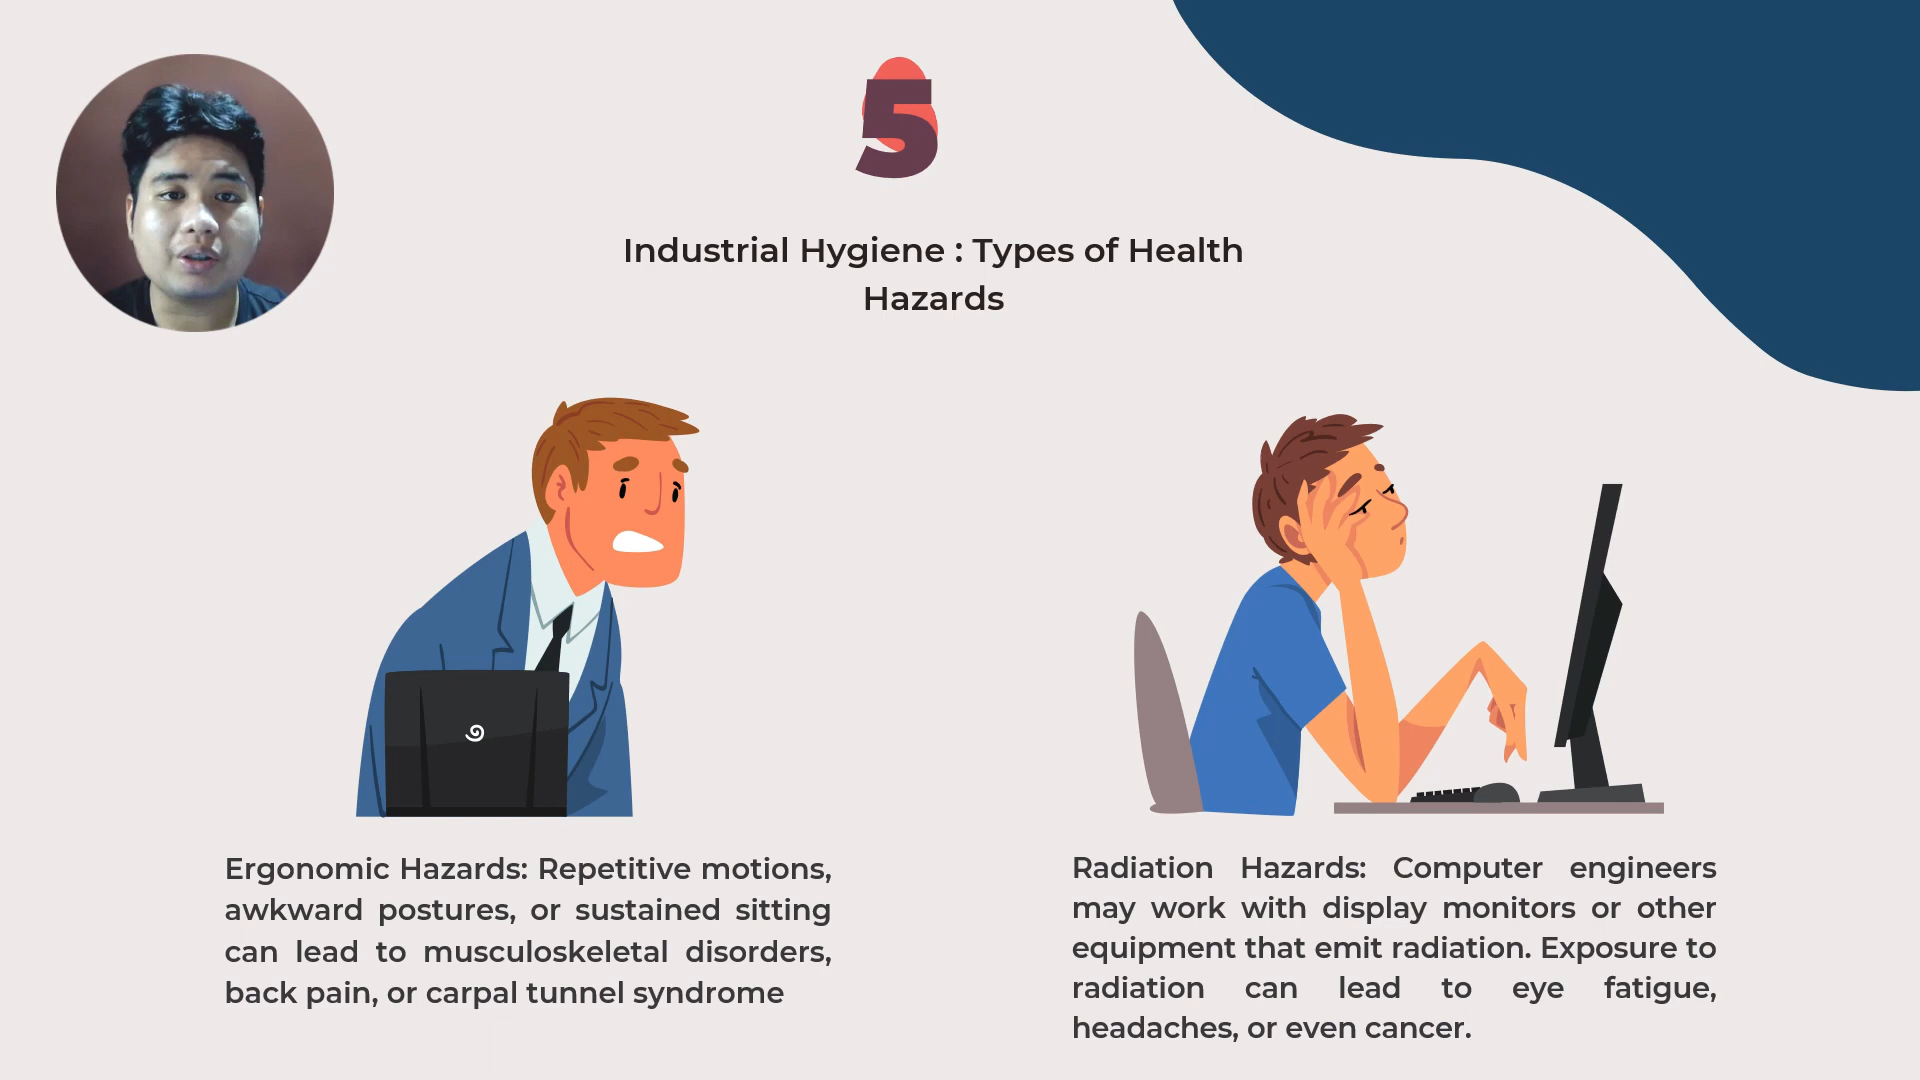 5
Industrial Hygiene : Types of Health
Hazards
Ergonomic Hazards: Repetitive motions,
awkward postures, or sustained sitting
can lead to musculoskeletal disorders,
back pain, or carpal tunnel syndrome
Radiation Hazards: Computer engineers
may work with display monitors or other
equipment that emit radiation. Exposure to
radiation can lead to eye fatigue,
headaches, or even cancer.